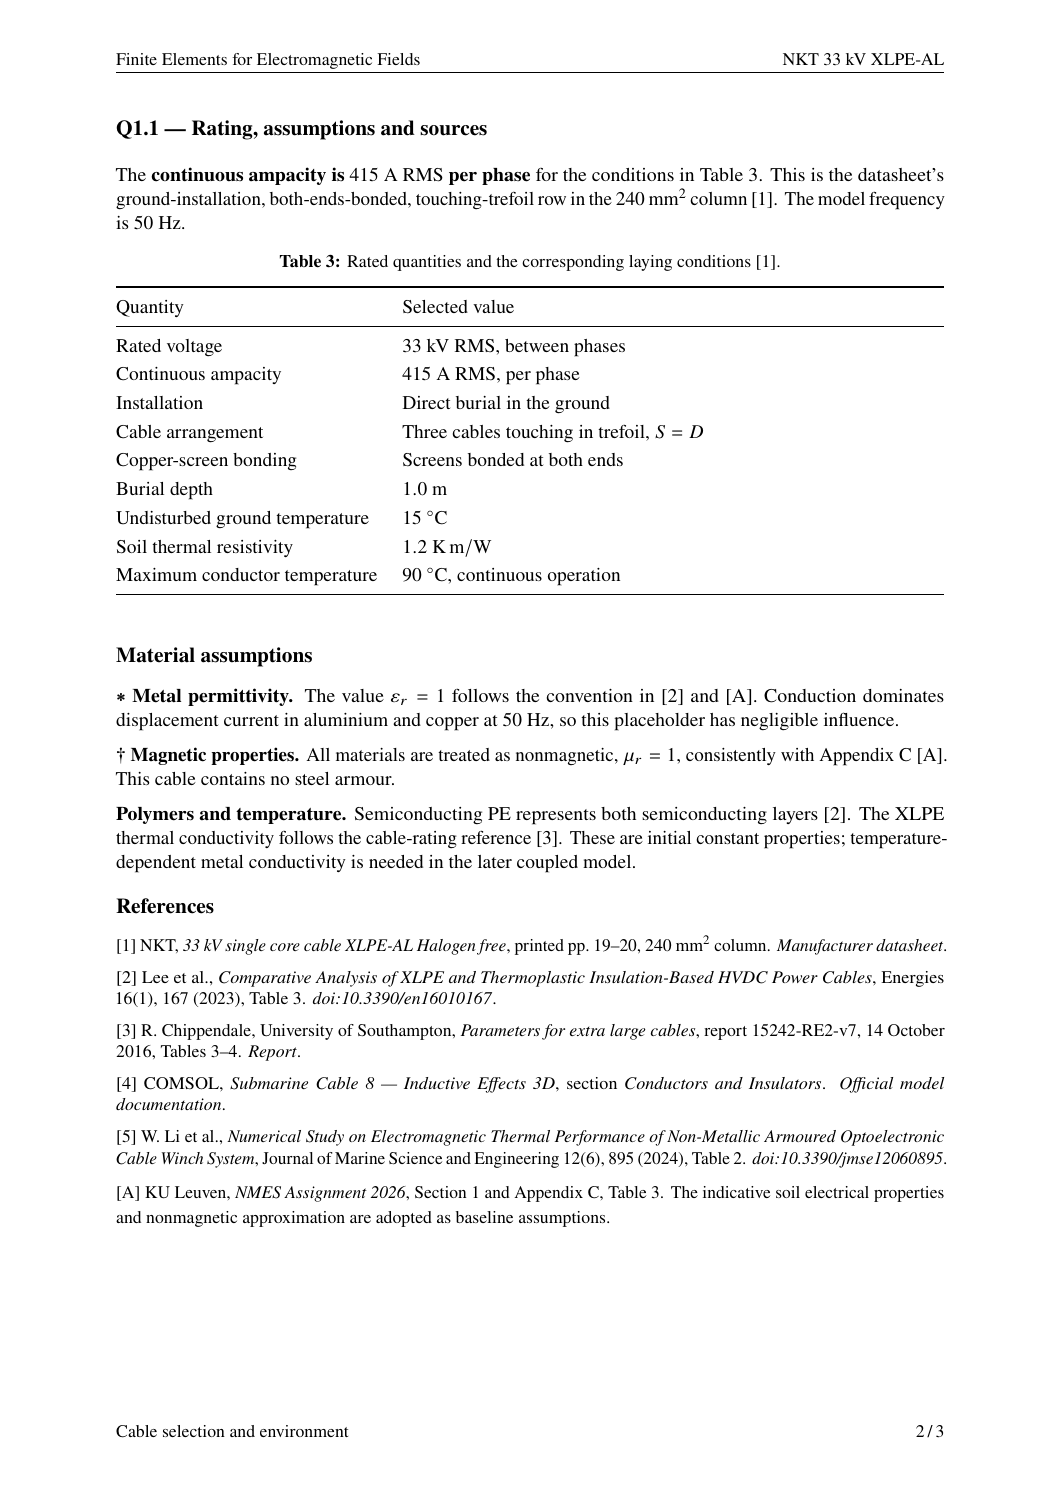 Finite Elements for Electromagnetic Fields NKT 33 kV XLPE-AL
Q1.1 — Rating, assumptions and sources
The continuous ampacity is 415 A RMS per phase for the conditions in Table 3. This is the datasheet’s
ground-installation, both-ends-bonded, touching-trefoil row in the 240 mm² column [1]. The model frequency
is 50 Hz.
Table 3: Rated quantities and the corresponding laying conditions [1].
Quantity Selected value
Rated voltage 33 kV RMS, between phases
Continuous ampacity 415 A RMS, per phase
Installation Direct burial in the ground
Cable arrangement Three cables touching in trefoil, S = D
Copper-screen bonding Screens bonded at both ends
Burial depth 1.0 m
Undisturbed ground temperature 15 °C
Soil thermal resistivity 1.2 K m/W
Maximum conductor temperature 90 °C, continuous operation
Material assumptions
∗ Metal permittivity. The value εr = 1 follows the convention in [2] and [A]. Conduction dominates
displacement current in aluminium and copper at 50 Hz, so this placeholder has negligible influence.
† Magnetic properties. All materials are treated as nonmagnetic, μr = 1, consistently with Appendix C [A].
This cable contains no steel armour.
Polymers and temperature. Semiconducting PE represents both semiconducting layers [2]. The XLPE
thermal conductivity follows the cable-rating reference [3]. These are initial constant properties; temperature-
dependent metal conductivity is needed in the later coupled model.
References
[1] NKT, 33 kV single core cable XLPE-AL Halogen free, printed pp. 19–20, 240 mm² column. Manufacturer datasheet.
[2] Lee et al., Comparative Analysis of XLPE and Thermoplastic Insulation-Based HVDC Power Cables, Energies
16(1), 167 (2023), Table 3. doi:10.3390/en16010167.
[3] R. Chippendale, University of Southampton, Parameters for extra large cables, report 15242-RE2-v7, 14 October
2016, Tables 3–4. Report.
[4] COMSOL, Submarine Cable 8 — Inductive Effects 3D, section Conductors and Insulators. Official model
documentation.
[5] W. Li et al., Numerical Study on Electromagnetic Thermal Performance of Non-Metallic Armoured Optoelectronic
Cable Winch System, Journal of Marine Science and Engineering 12(6), 895 (2024), Table 2. doi:10.3390/jmse12060895.
[A] KU Leuven, NMES Assignment 2026, Section 1 and Appendix C, Table 3. The indicative soil electrical properties
and nonmagnetic approximation are adopted as baseline assumptions.
Cable selection and environment 2 / 3